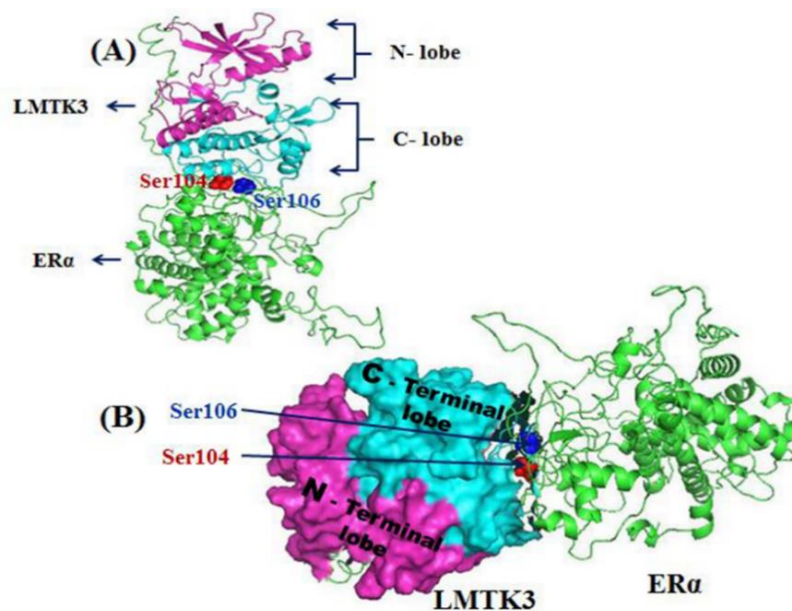 (A)
N- lobe
LMTK3
C- lobe
Ser104
Ser106
ERα
(B)
C - Terminal
lobe
Ser106
Ser104
N - Terminal
lobe
LMTK3
ERα